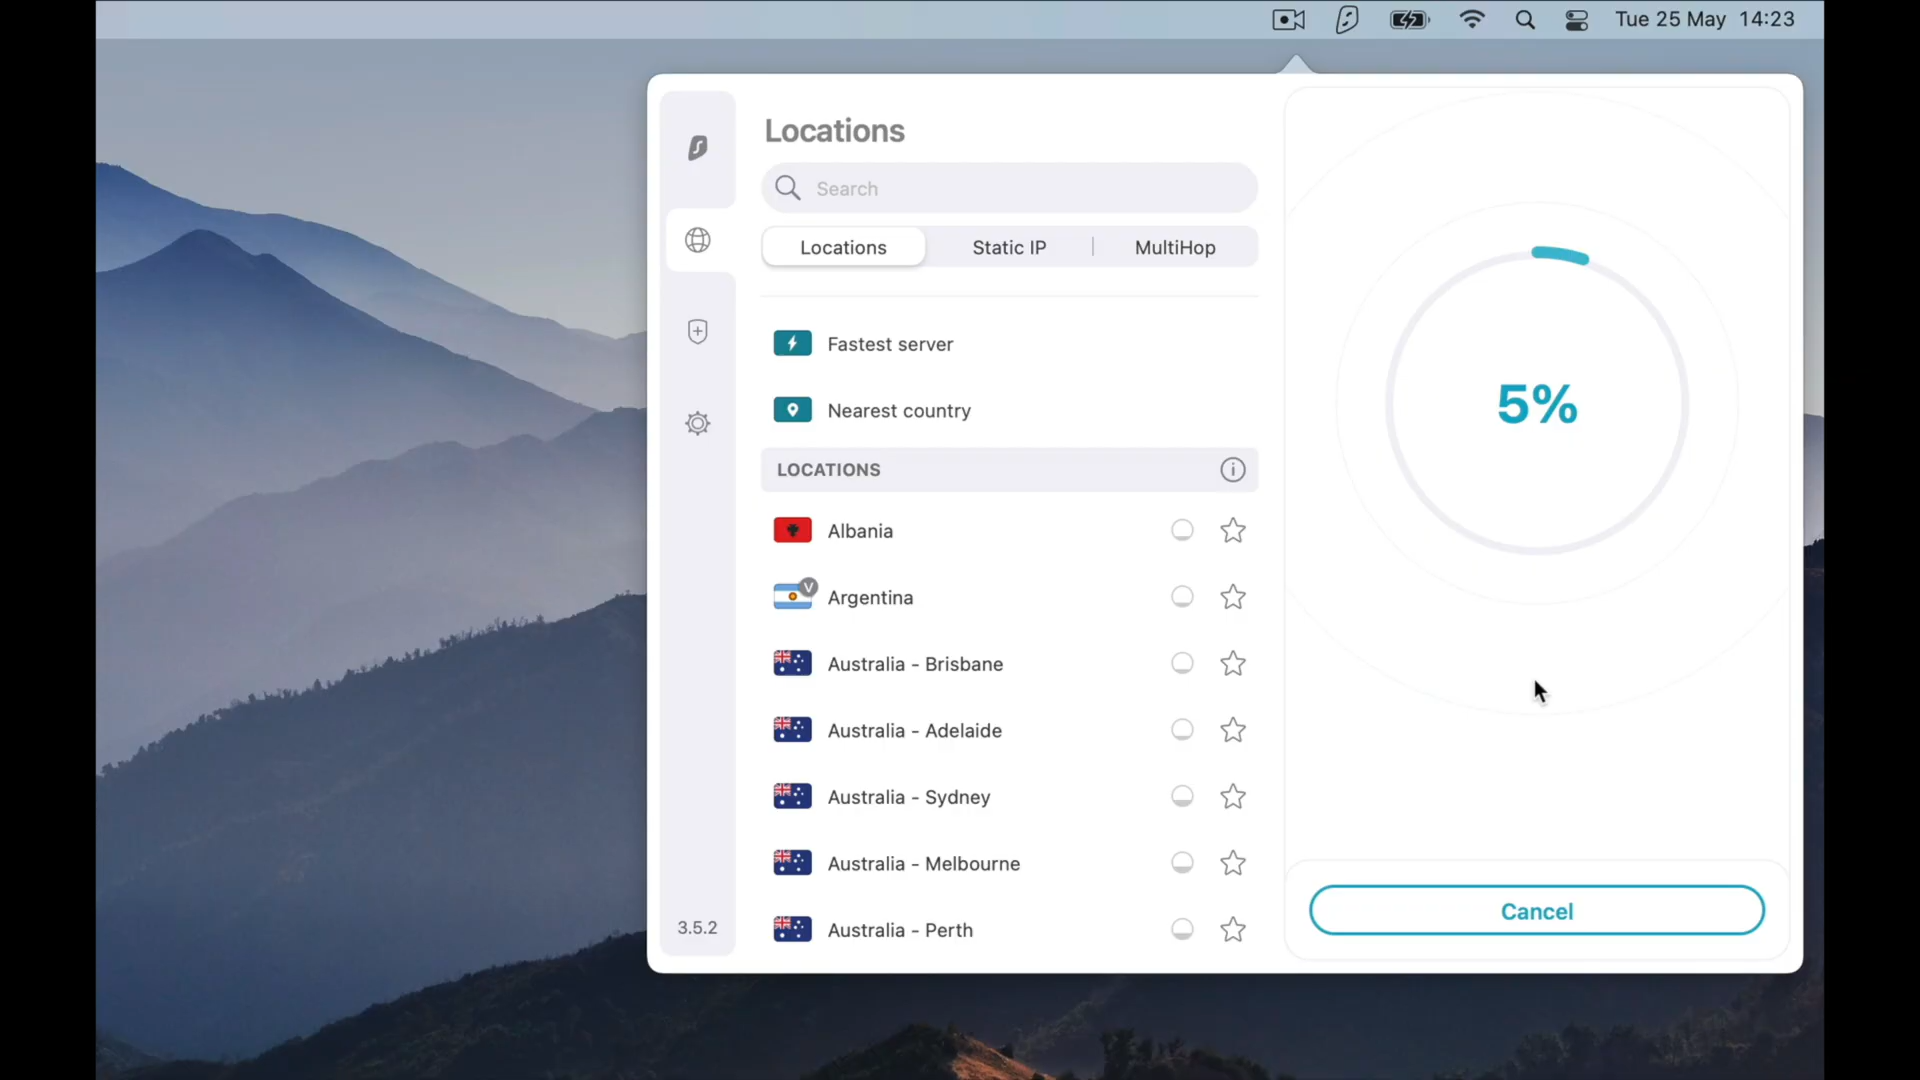 Tue 25 May 14:23
Locations
Search
Locations
Static IP
MultiHop
Fastest server
Nearest country
LOCATIONS
Albania
V
Argentina
Australia - Brisbane
Australia - Adelaide
Australia - Sydney
Australia - Melbourne
Australia - Perth
3.5.2
5%
Cancel